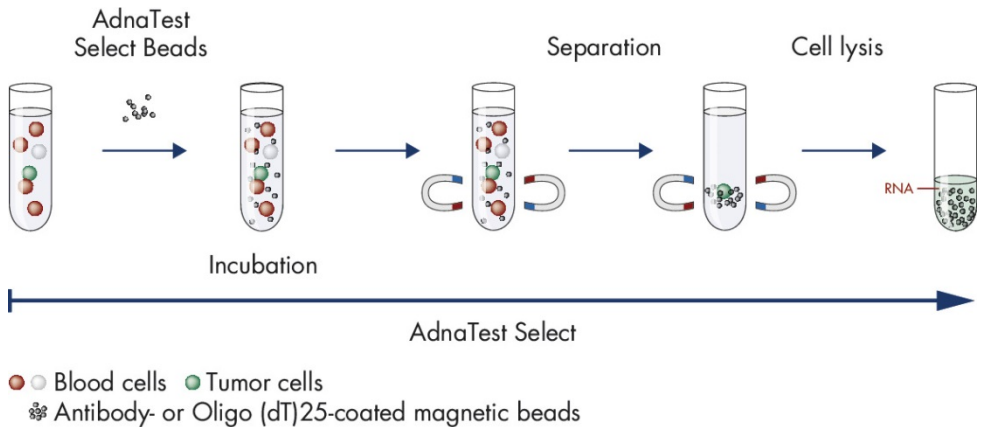 AdnaTest
Select Beads
Separation
Cell lysis
RNA
Incubation
AdnaTest Select
Blood cells Tumor cells
Antibody- or Oligo (dT)25-coated magnetic beads